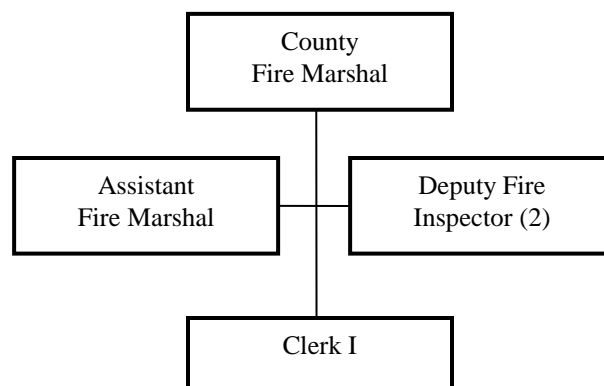 County
Fire Marshal
Assistant
Fire Marshal
Deputy Fire
Inspector (2)
Clerk I